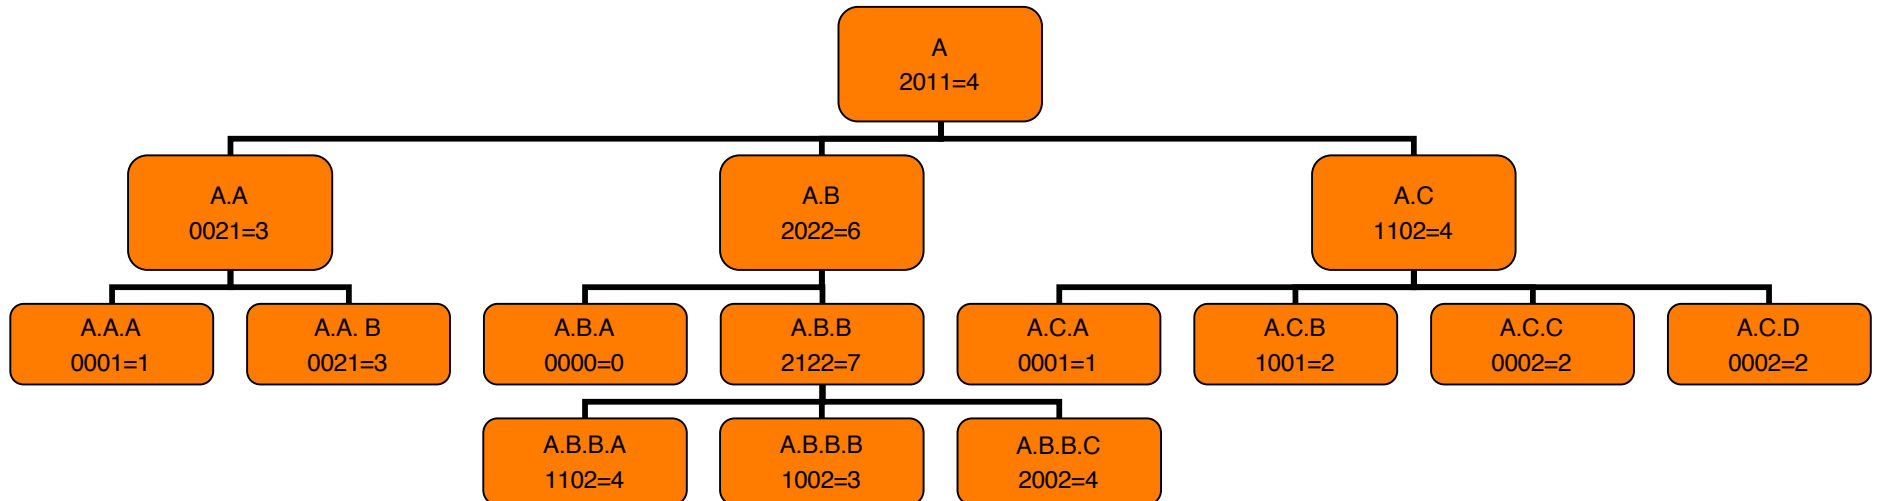 A
2011=4
A.A
0021=3
A.B
2022=6
A.C
1102=4
A.A.A
0001=1
A.A. B
0021=3
A.B.A
0000=0
A.B.B
2122=7
A.C.A
0001=1
A.C.B
1001=2
A.C.C
0002=2
A.C.D
0002=2
A.B.B.A
1102=4
A.B.B.B
1002=3
A.B.B.C
2002=4